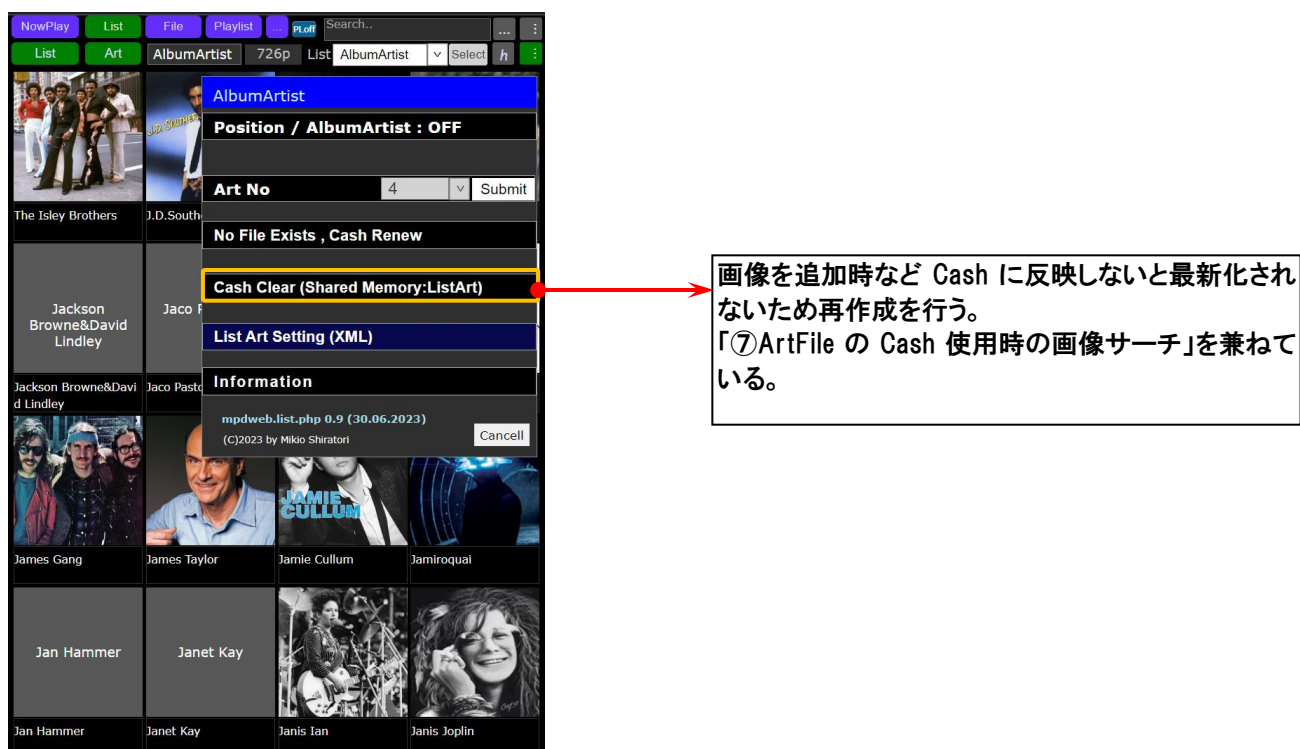 NowPlay List File Playlist ... PLoff Search.. ... ⋮
List Art AlbumArtist 726p List AlbumArtist Select h ⋮
AlbumArtist
Position / AlbumArtist : OFF
Art No 4 Submit
The Isley Brothers J.D.South
No File Exists , Cash Renew
Cash Clear (Shared Memory:ListArt)
画像を追加時など Cash に反映しないと最新化され
ないため再作成を行う。
「⑦ArtFile の Cash 使用時の画像サーチ」を兼ねて
いる。
Jackson
Browne&David
Lindley
Jaco P
List Art Setting (XML)
Information
Jackson Browne&Davi
d Lindley
Jaco Pasto
mpdweb.list.php 0.9 (30.06.2023)
(C)2023 by Mikio Shiratori
Cancell
JAMIE
CULLUM
James Gang James Taylor Jamie Cullum Jamiroquai
Jan Hammer Janet Kay
Jan Hammer Janet Kay Janis Ian Janis Joplin